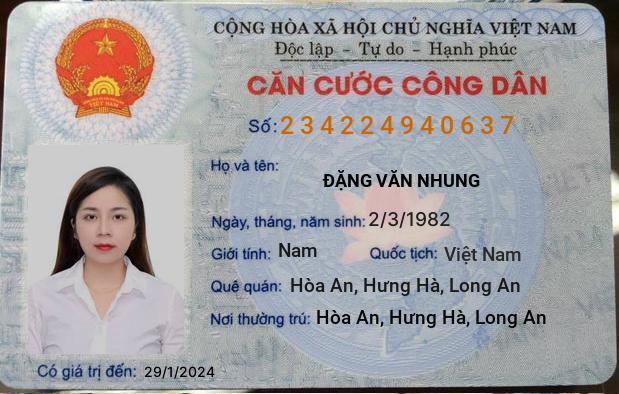 CỘNG HÒA XÃ HỘI CHỦ NGHĨA VIỆT NAM
Độc lập - Tự do - Hạnh phúc
CĂN CƯỚC CÔNG DÂN
Số: 234224940637
Họ và tên:
ĐẶNG VĂN NHUNG
Ngày, tháng, năm sinh: 2/3/1982
Giới tính: Nam Quốc tịch: Việt Nam
Quê quán: Hòa An, Hưng Hà, Long An
Nơi thường trú: Hòa An, Hưng Hà, Long An
Có giá trị đến: 29/1/2024
VIỆT NAM